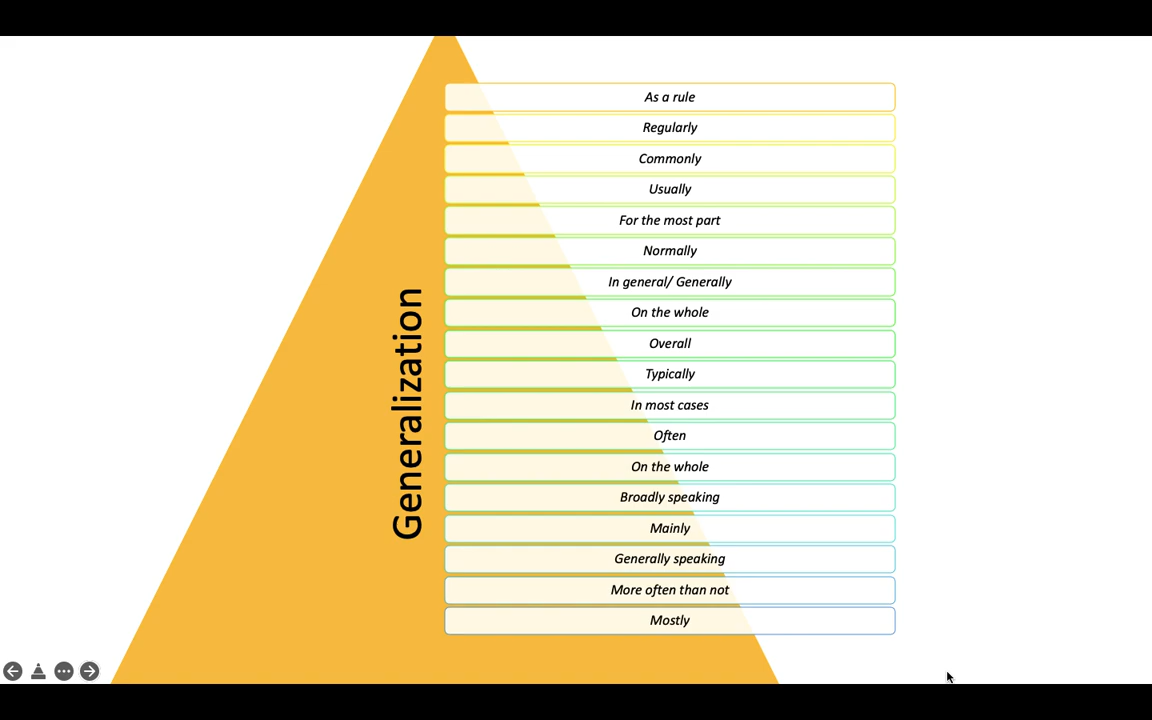 Generalization
As a rule
Regularly
Commonly
Usually
For the most part
Normally
In general/ Generally
On the whole
Overall
Typically
In most cases
Often
On the whole
Broadly speaking
Mainly
Generally speaking
More often than not
Mostly